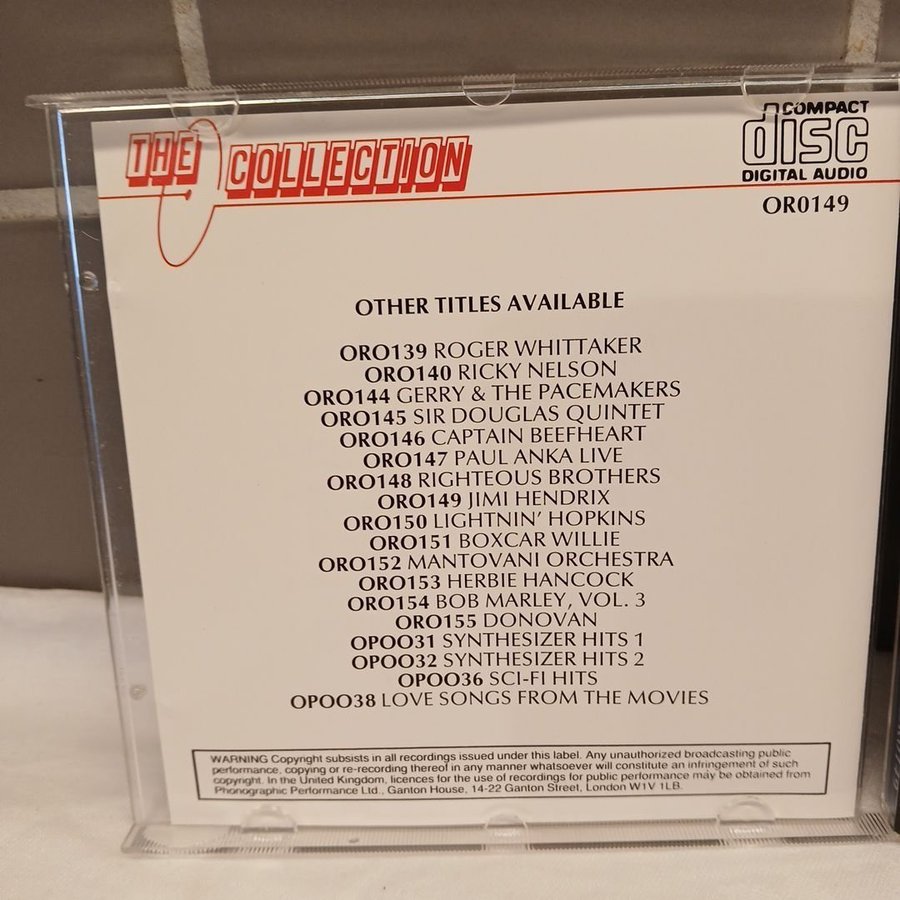 THE COLLECTION
COMPACT
disc
DIGITAL AUDIO
OR0149
OTHER TITLES AVAILABLE
ORO139 ROGER WHITTAKER
ORO140 RICKY NELSON
ORO144 GERRY & THE PACEMAKERS
ORO145 SIR DOUGLAS QUINTET
ORO146 CAPTAIN BEEFHEART
ORO147 PAUL ANKA LIVE
ORO148 RIGHTEOUS BROTHERS
ORO149 JIMI HENDRIX
ORO150 LIGHTNIN' HOPKINS
ORO151 BOXCAR WILLIE
ORO152 MANTOVANI ORCHESTRA
ORO153 HERBIE HANCOCK
ORO154 BOB MARLEY, VOL. 3
ORO155 DONOVAN
OPOO31 SYNTHESIZER HITS 1
OPOO32 SYNTHESIZER HITS 2
OPOO36 SCI-FI HITS
OPOO38 LOVE SONGS FROM THE MOVIES
WARNING Copyright subsists in all recordings issued under this label. Any unauthorized broadcasting public
performance, copying or re-recording thereof in any manner whatsoever will constitute an infringement of such
copyright. In the United Kingdom, licences for the use of recordings for public performance may be obtained from
Phonographic Performance Ltd., Ganton House, 14-22 Ganton Street, London W1V 1LB.